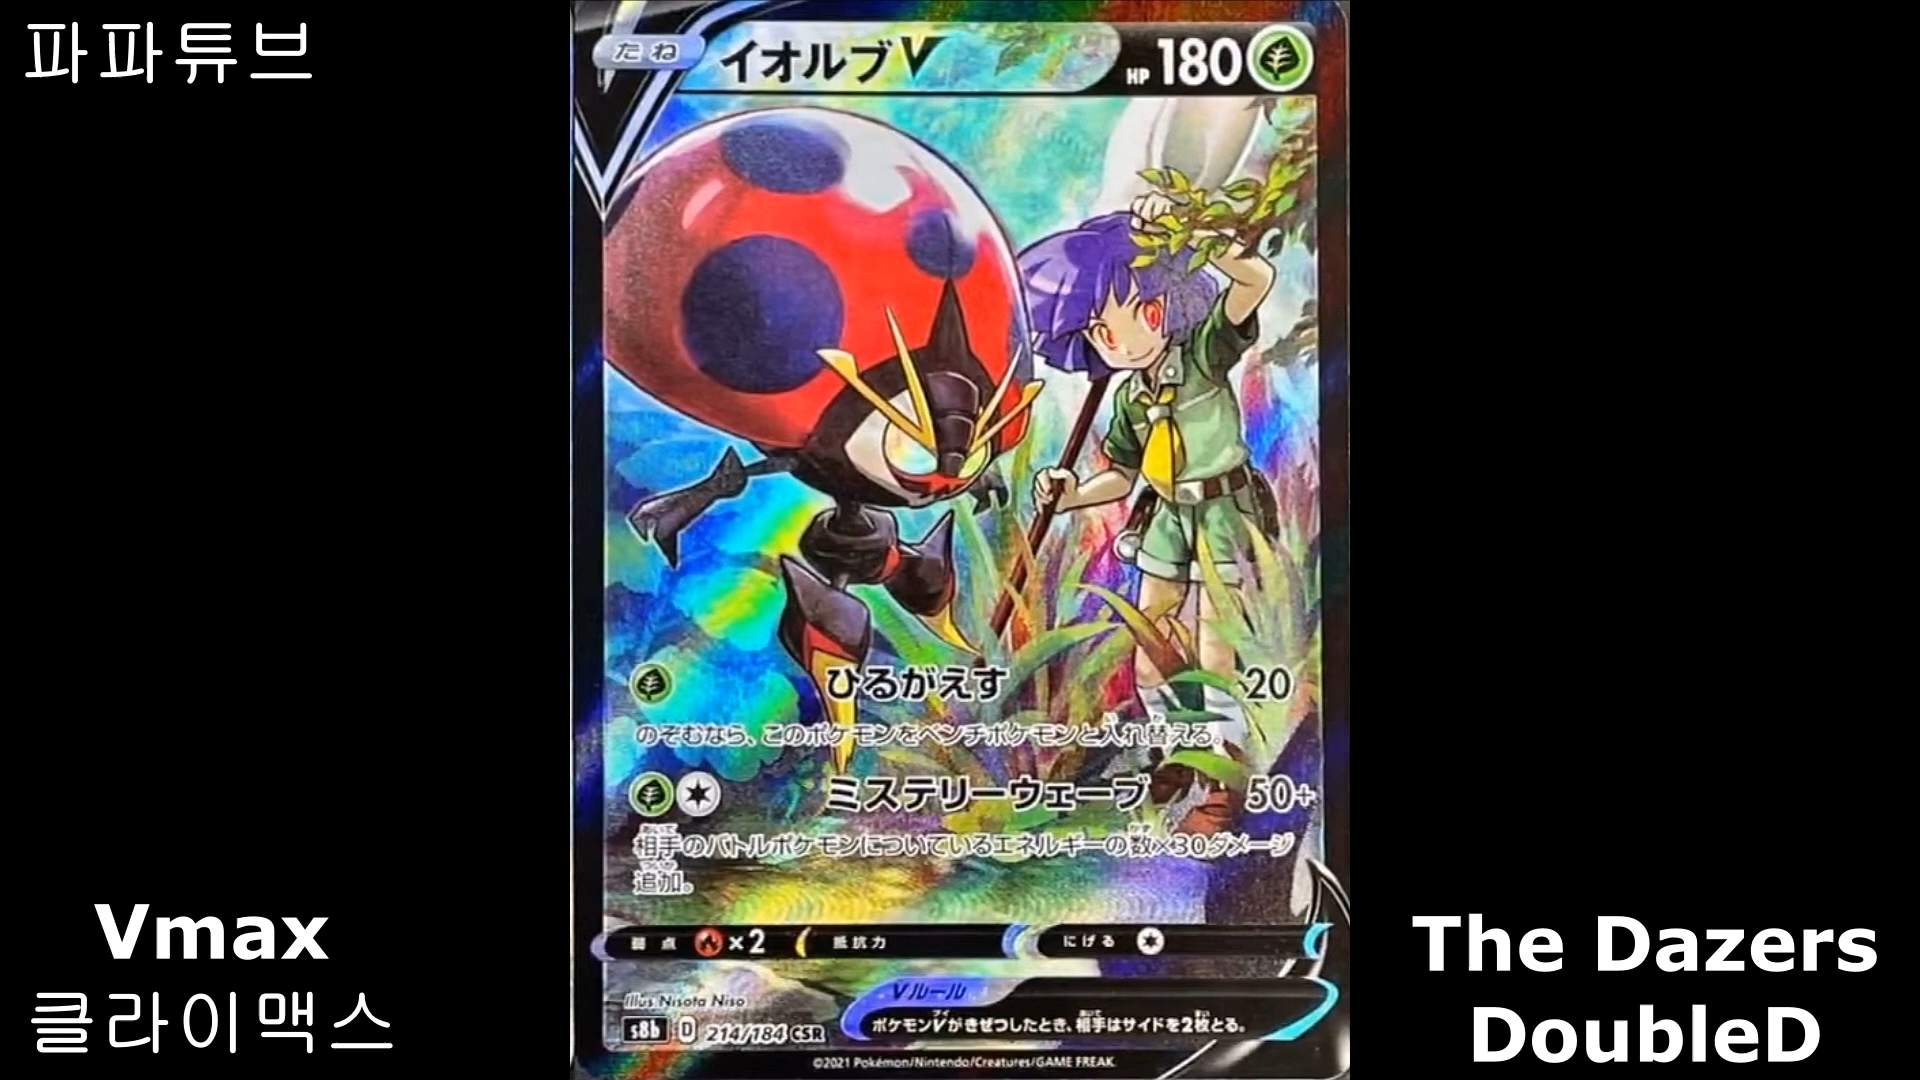 파파튜브
たね
イオルブV
HP 180
ひるがえす 20
のぞむなら、このポケモンをベンチポケモンと入れ替える。
ミステリーウェーブ 50+
相手のバトルポケモンについているエネルギーの数×30ダメージ
追加。
弱点 ×2 抵抗力 にげる
Illus. Nisota Niso
Vルール
ポケモンVがきぜつしたとき、相手はサイドを2枚とる。
s8b D 214/184 CSR
©2021 Pokémon/Nintendo/Creatures/GAME FREAK.
Vmax
클라이맥스
The Dazers
DoubleD